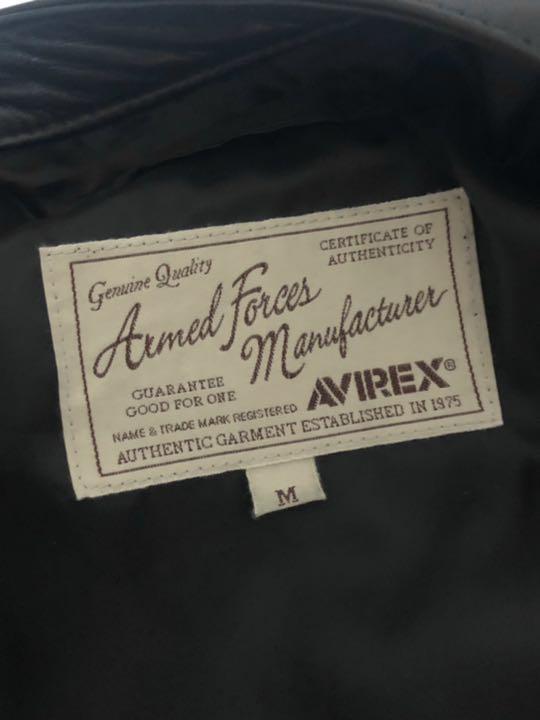 Genuine Quality
CERTIFICATE OF
AUTHENTICITY
Armed Forces
Manufacturer
GUARANTEE
GOOD FOR ONE
AVIREX®
NAME & TRADE MARK REGISTERED
AUTHENTIC GARMENT ESTABLISHED IN 1975
M